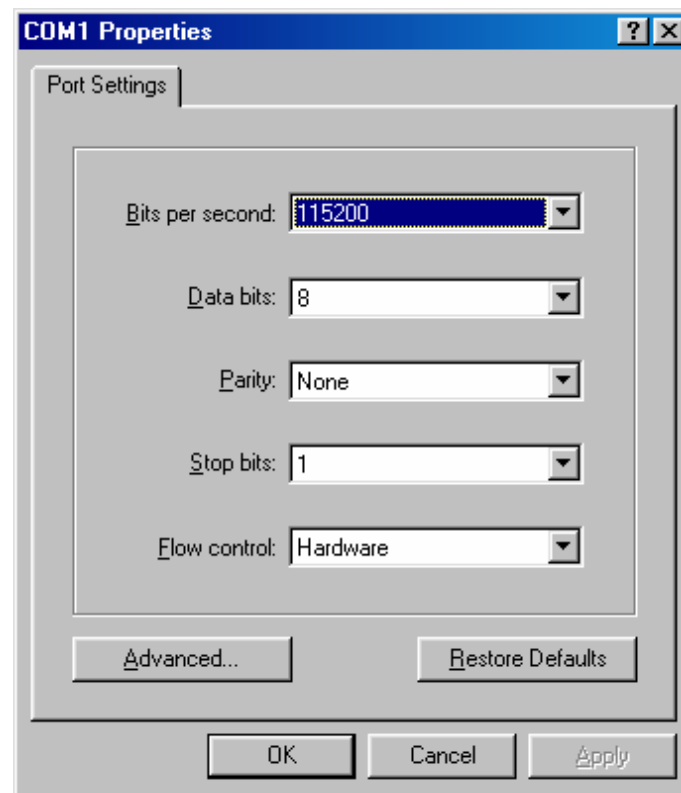 COM1 Properties ? ×
Port Settings
Bits per second: 115200
Data bits: 8
Parity: None
Stop bits: 1
Flow control: Hardware
Advanced... Restore Defaults
OK Cancel Apply